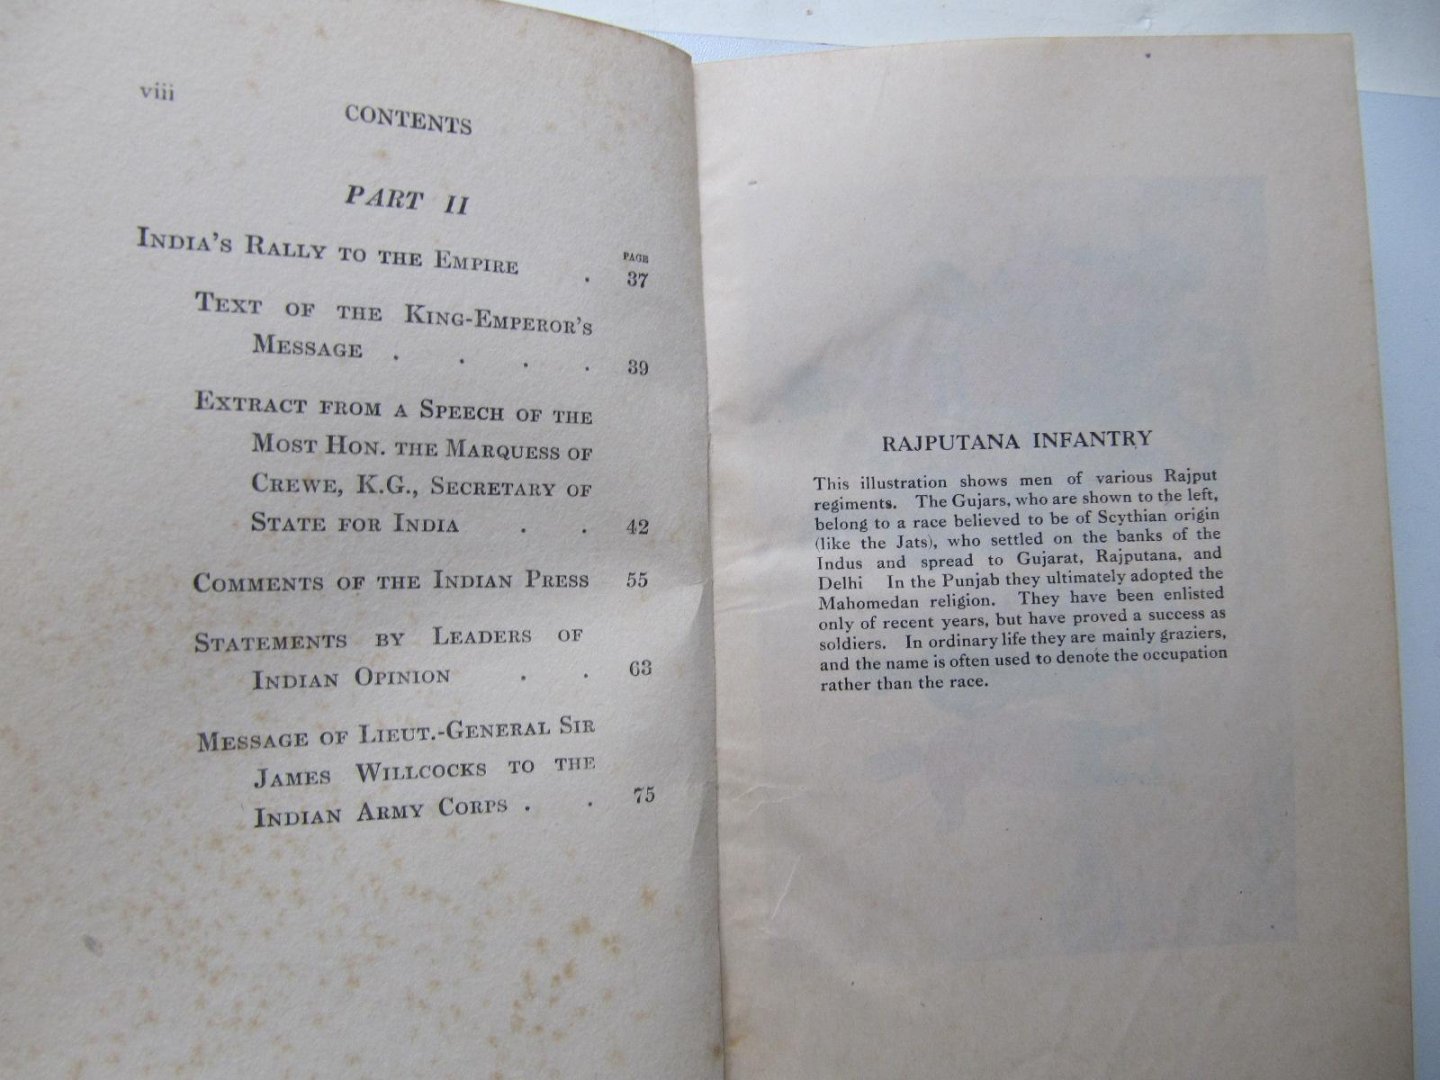 viii
CONTENTS
PART II
PAGE
INDIA'S RALLY TO THE EMPIRE . 37
TEXT OF THE KING-EMPEROR'S
MESSAGE . . . . 39
EXTRACT FROM A SPEECH OF THE
MOST HON. THE MARQUESS OF
CREWE, K.G., SECRETARY OF
STATE FOR INDIA . . 42
COMMENTS OF THE INDIAN PRESS 55
STATEMENTS BY LEADERS OF
INDIAN OPINION . . 63
MESSAGE OF LIEUT.-GENERAL SIR
JAMES WILLCOCKS TO THE
INDIAN ARMY CORPS . . 75
RAJPUTANA INFANTRY
This illustration shows men of various Rajput
regiments. The Gujars, who are shown to the left,
belong to a race believed to be of Scythian origin
(like the Jats), who settled on the banks of the
Indus and spread to Gujarat, Rajputana, and
Delhi In the Punjab they ultimately adopted the
Mahomedan religion. They have been enlisted
only of recent years, but have proved a success as
soldiers. In ordinary life they are mainly graziers,
and the name is often used to denote the occupation
rather than the race.